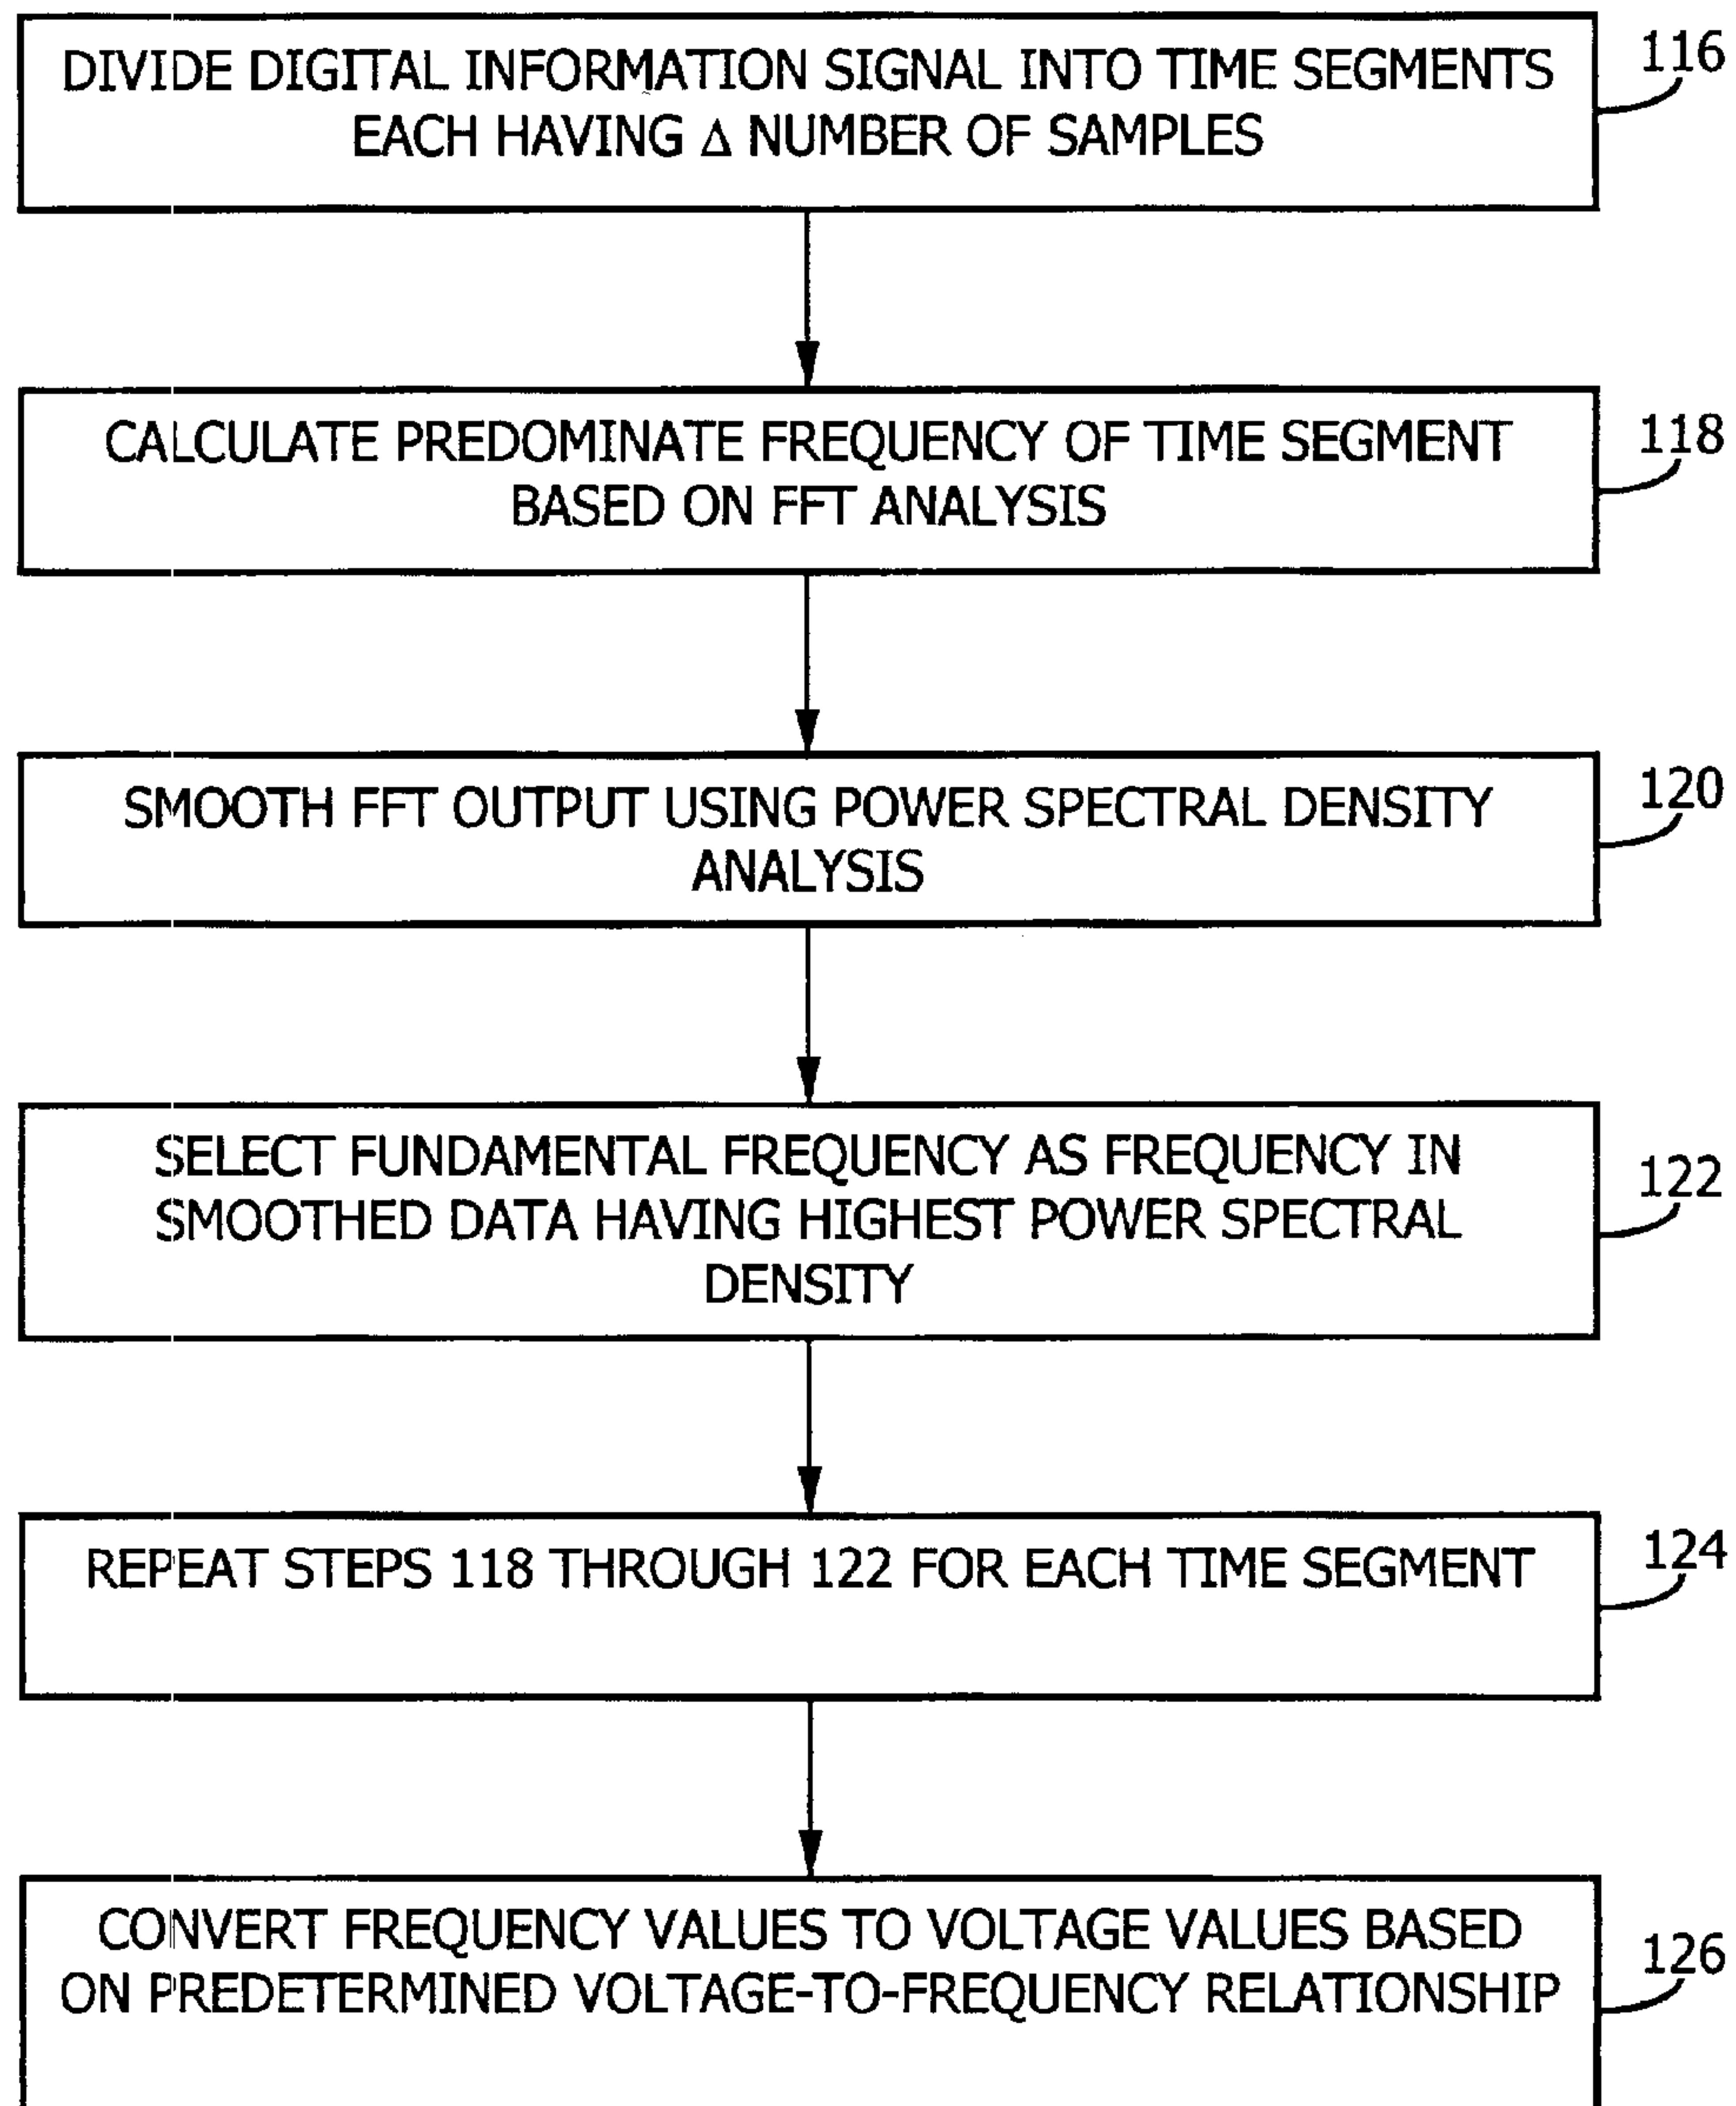 DIVIDE DIGITAL INFORMATION SIGNAL INTO TIME SEGMENTS
EACH HAVING Δ NUMBER OF SAMPLES
116
CALCULATE PREDOMINATE FREQUENCY OF TIME SEGMENT
BASED ON FFT ANALYSIS
118
SMOOTH FFT OUTPUT USING POWER SPECTRAL DENSITY
ANALYSIS
120
SELECT FUNDAMENTAL FREQUENCY AS FREQUENCY IN
SMOOTHED DATA HAVING HIGHEST POWER SPECTRAL
DENSITY
122
REPEAT STEPS 118 THROUGH 122 FOR EACH TIME SEGMENT
124
CONVERT FREQUENCY VALUES TO VOLTAGE VALUES BASED
ON PREDETERMINED VOLTAGE-TO-FREQUENCY RELATIONSHIP
126